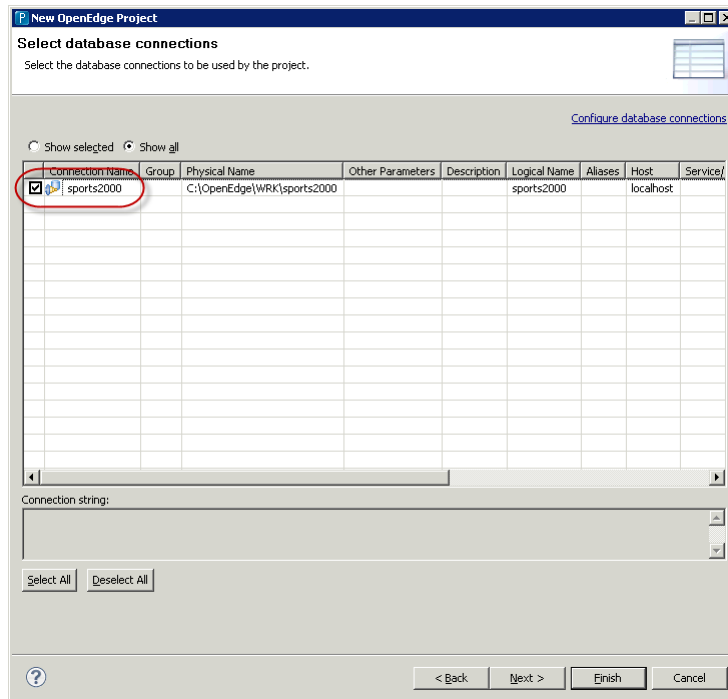 New OpenEdge Project
Select database connections
Select the database connections to be used by the project.
Configure database connections
Show selected Show all
Connection Name Group Physical Name Other Parameters Description Logical Name Aliases Host Service/
sports2000 C:\OpenEdge\WRK\sports2000 sports2000 localhost
Connection string:
Select All Deselect All
? < Back Next > Finish Cancel